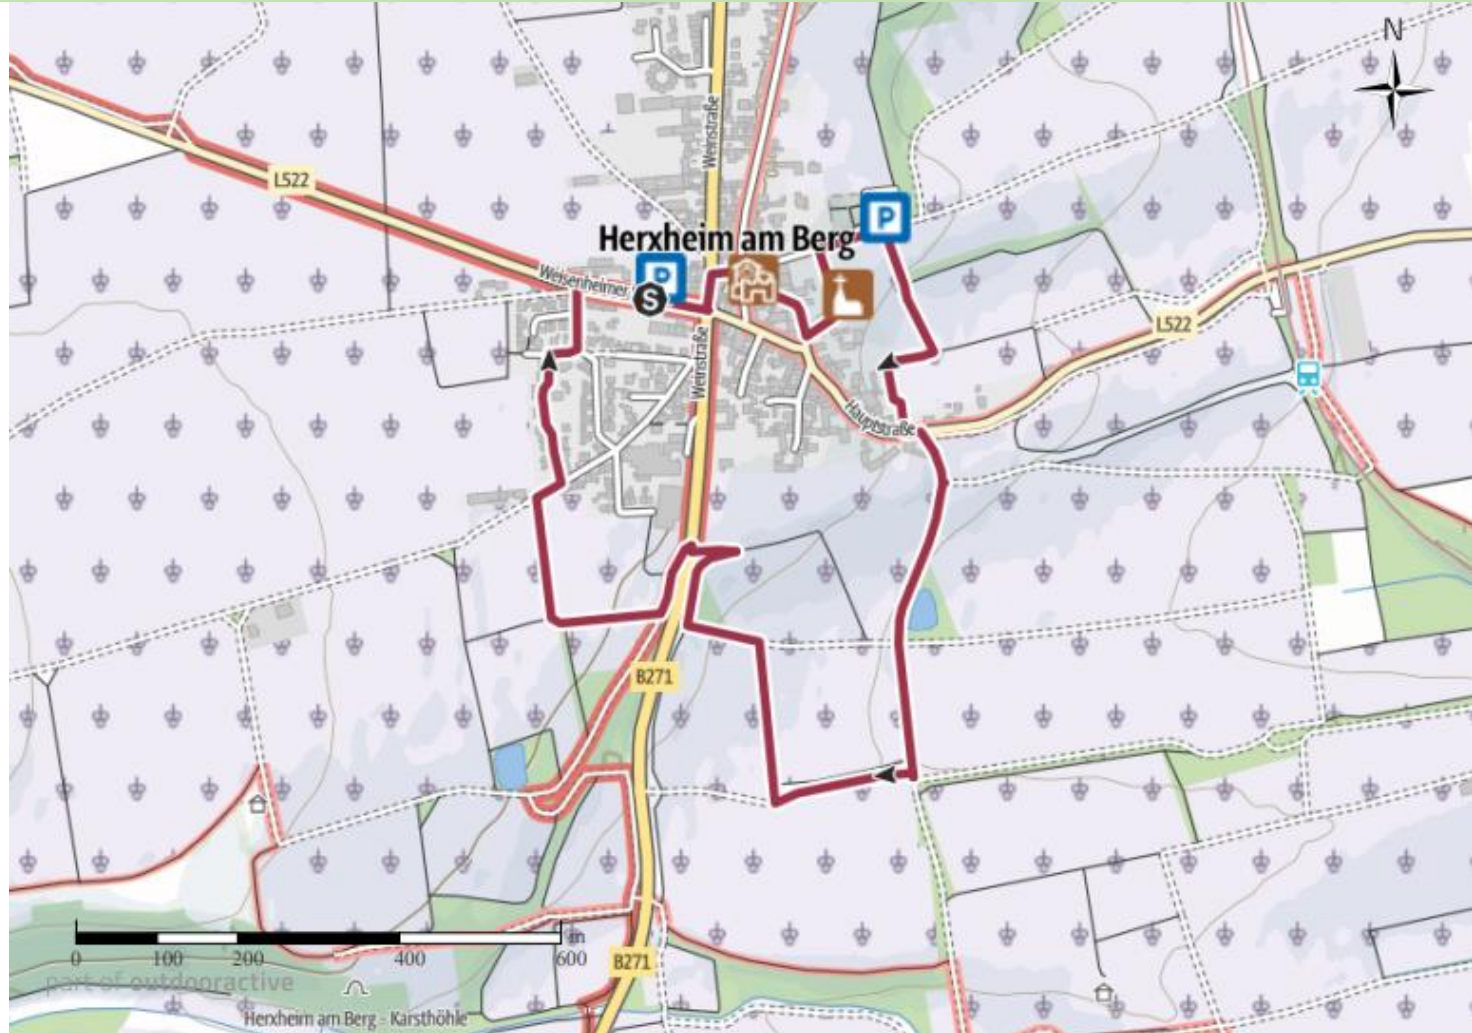 N
Weinstraße
L522
P
Herxheim am Berg
P
Weisenheimer
S
L522
Weinstraße
Hauptstraße
B271
m
0 100 200 400 600
B271
part of outdooractive
Herxheim am Berg - Karsthöhle